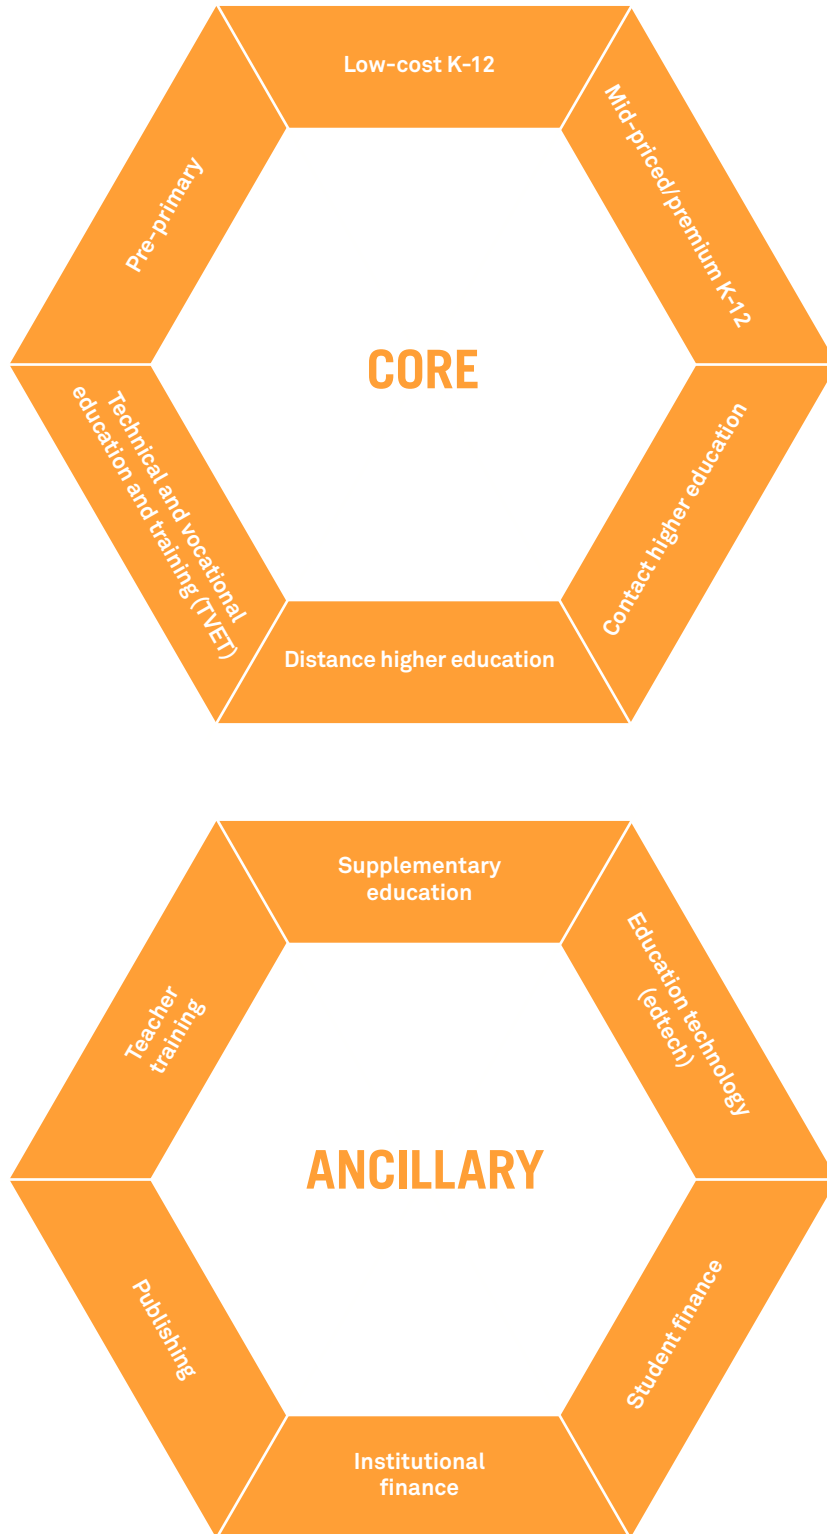 Low-cost K-12
Mid-priced/premium K-12
Pre-primary
CORE
Technical and vocational
education and training (TVET)
Contact higher education
Distance higher education
Supplementary
education
Education technology
(edtech)
Teacher
training
ANCILLARY
Publishing
Student finance
Institutional
finance